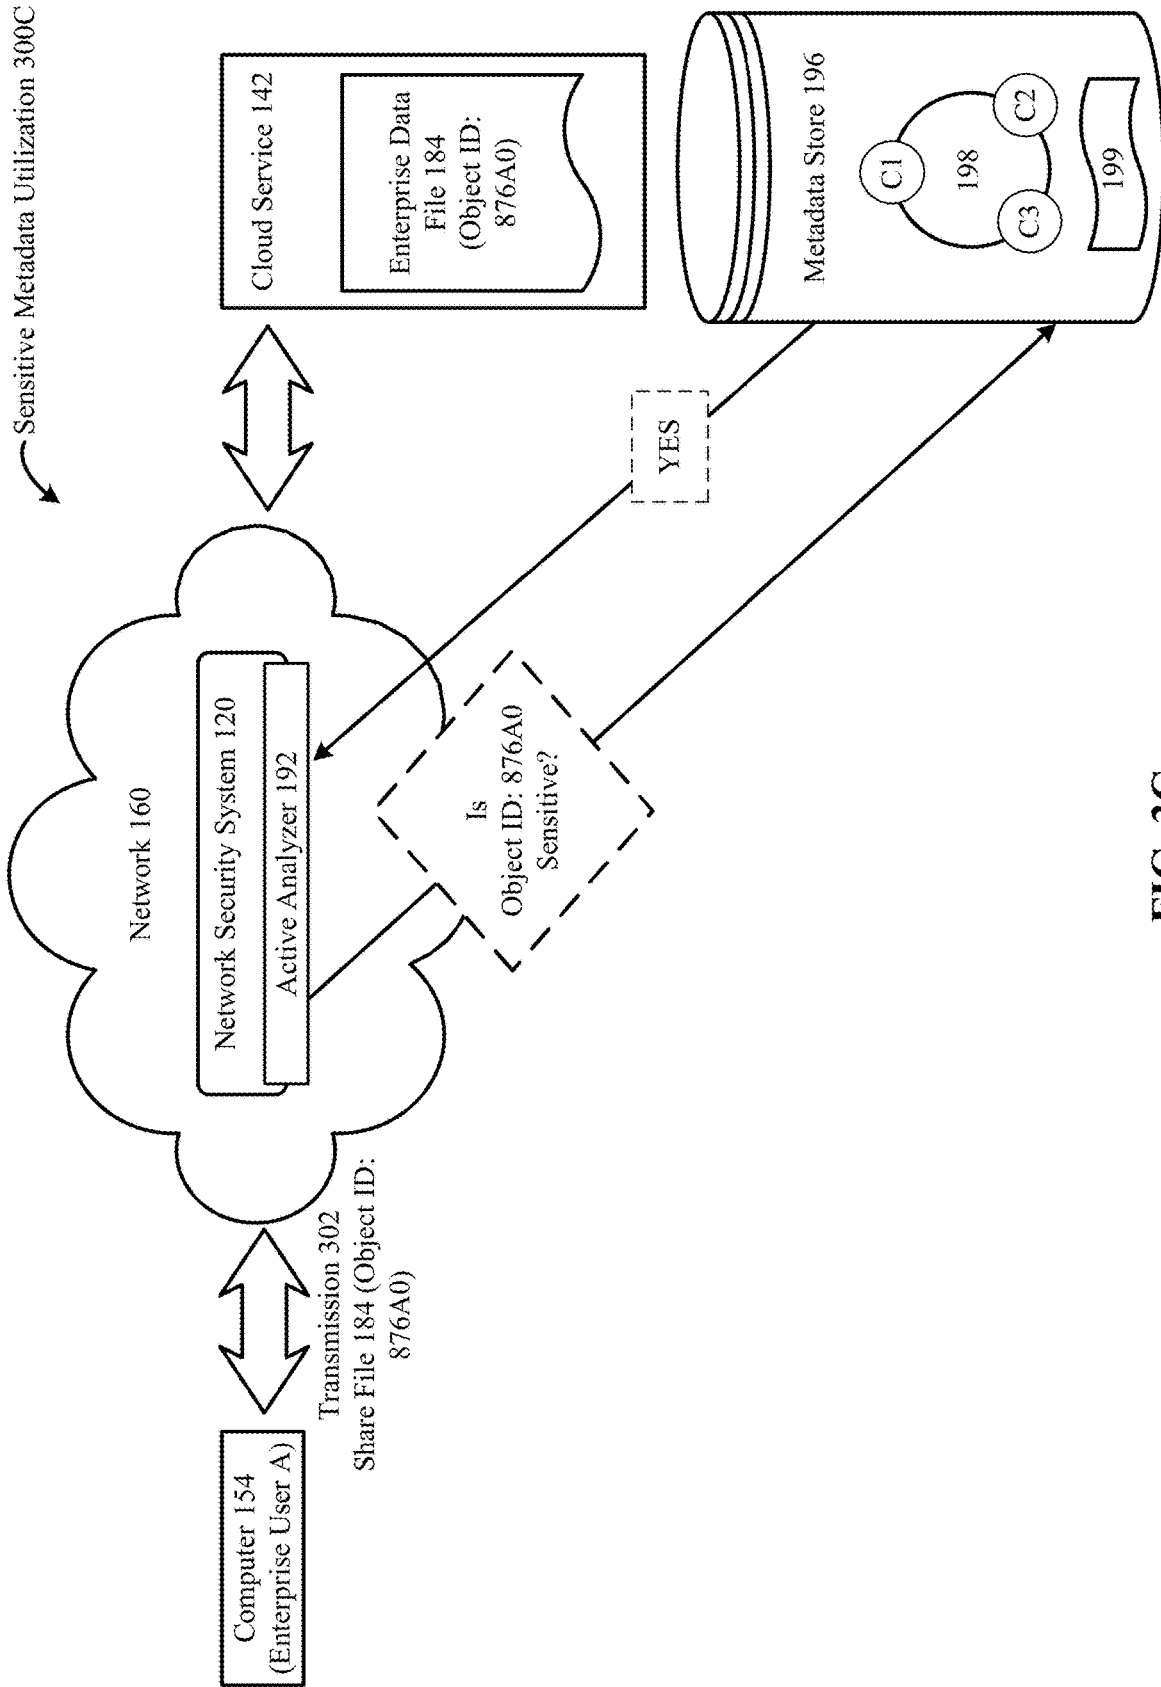 Sensitive Metadata Utilization 300C
Computer 154
(Enterprise User A)
Transmission 302
Share File 184 (Object ID:
876A0)
Network 160
Network Security System 120
Active Analyzer 192
Is
Object ID: 876A0
Sensitive?
YES
Cloud Service 142
Enterprise Data
File 184
(Object ID:
876A0)
Metadata Store 196
C1
198
C3
C2
199